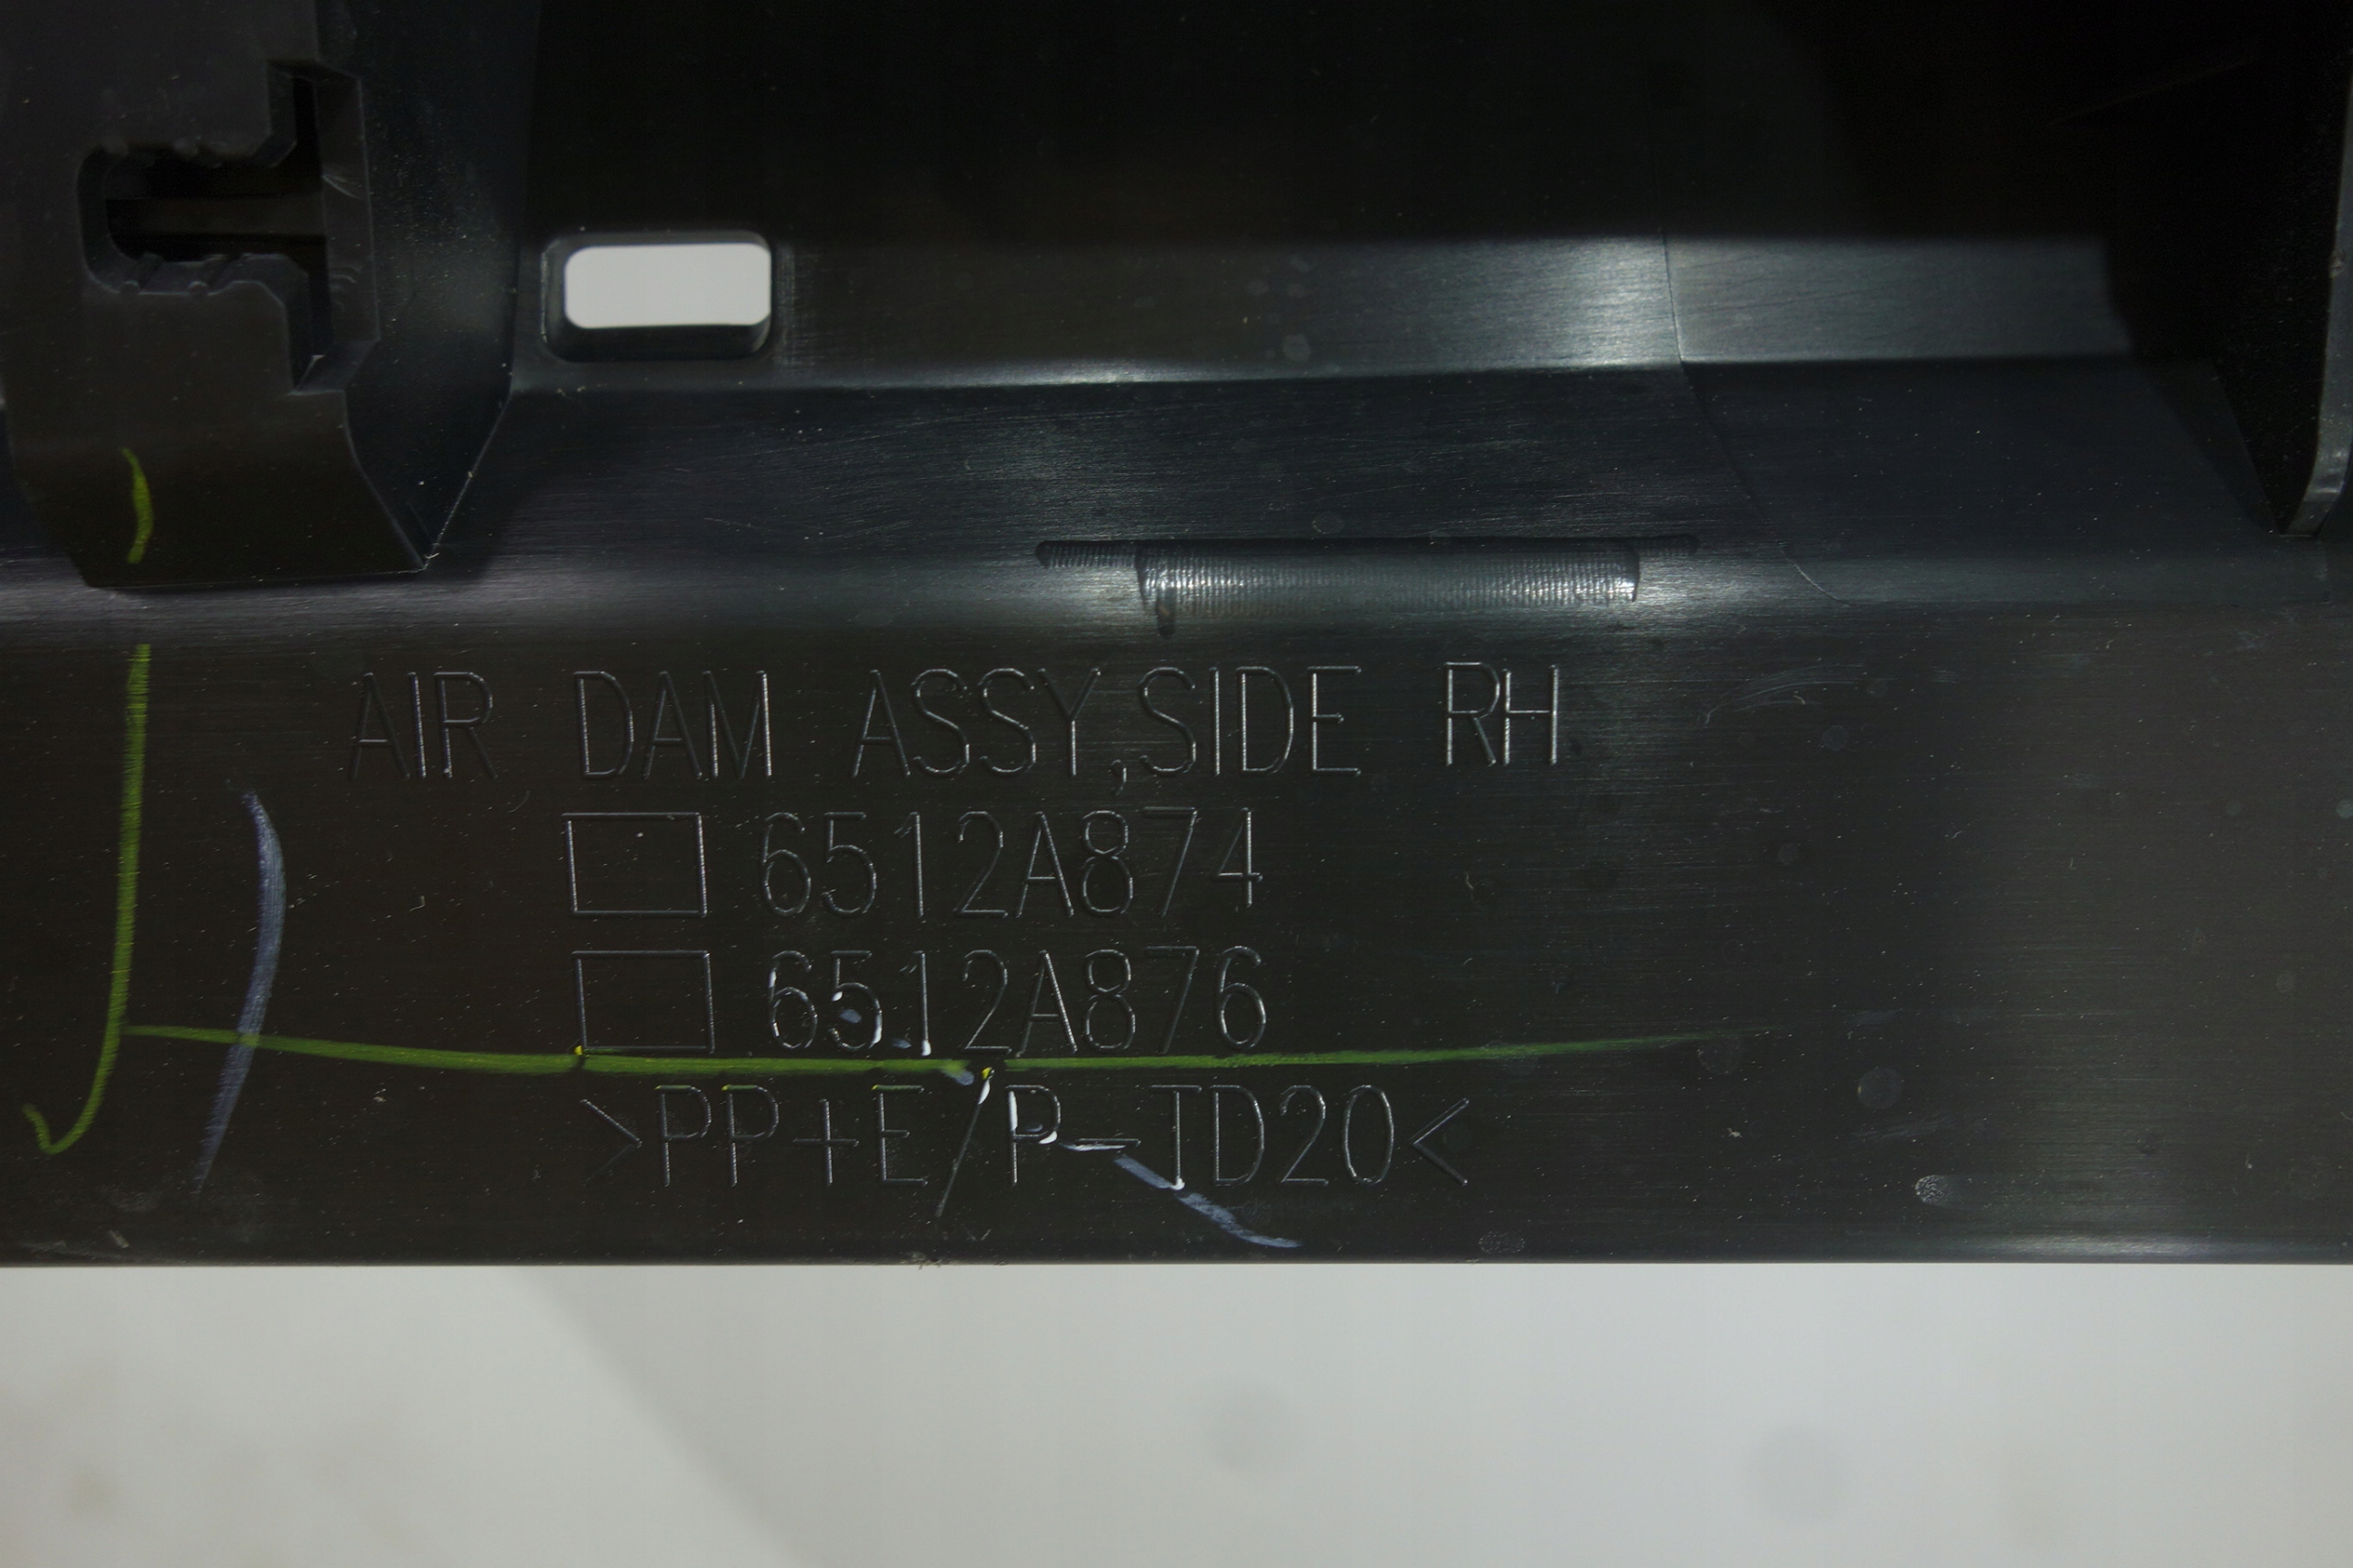 AIR DAM ASSY,SIDE RH
6512A874
6512A876
>PP+E/P-TD20<